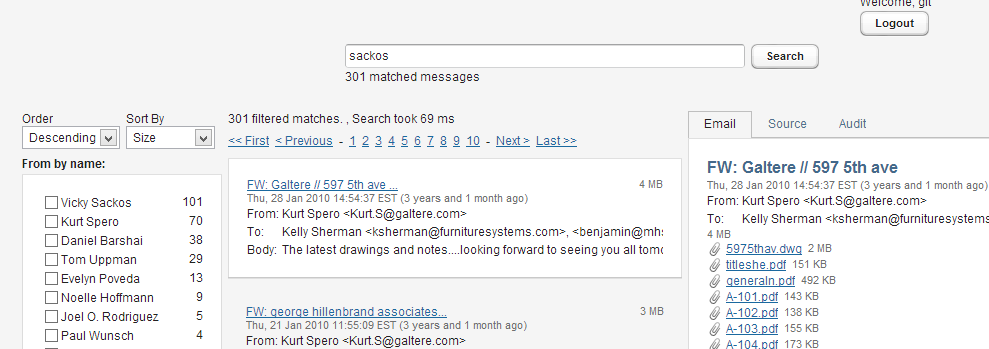 Welcome, git
Logout
sackos
Search
301 matched messages
Order
Sort By
Descending
Size
301 filtered matches. , Search took 69 ms
<< First < Previous - 1 2 3 4 5 6 7 8 9 10 - Next > Last >>
From by name:
Vicky Sackos 101
Kurt Spero 70
Daniel Barshai 38
Tom Uppman 29
Evelyn Poveda 13
Noelle Hoffmann 9
Joel O. Rodriguez 5
Paul Wunsch 4
FW: Galtere // 597 5th ave ... 4 MB
Thu, 28 Jan 2010 14:54:37 EST (3 years and 1 month ago)
From: Kurt Spero <Kurt.S@galtere.com>
To: Kelly Sherman <ksherman@furnituresystems.com>, <benjamin@mhs
Body: The latest drawings and notes....looking forward to seeing you all tomo
FW: george hillenbrand associates... 3 MB
Thu, 21 Jan 2010 11:55:09 EST (3 years and 1 month ago)
From: Kurt Spero <Kurt.S@galtere.com>
Email Source Audit
FW: Galtere // 597 5th ave
Thu, 28 Jan 2010 14:54:37 EST (3 years and 1 month ago)
From: Kurt Spero <Kurt.S@galtere.com>
To: Kelly Sherman <ksherman@furnituresystems
4 MB
5975thav.dwg 2 MB
titleshe.pdf 151 KB
generaln.pdf 492 KB
A-101.pdf 143 KB
A-102.pdf 138 KB
A-103.pdf 155 KB
A-104.pdf 173 KB